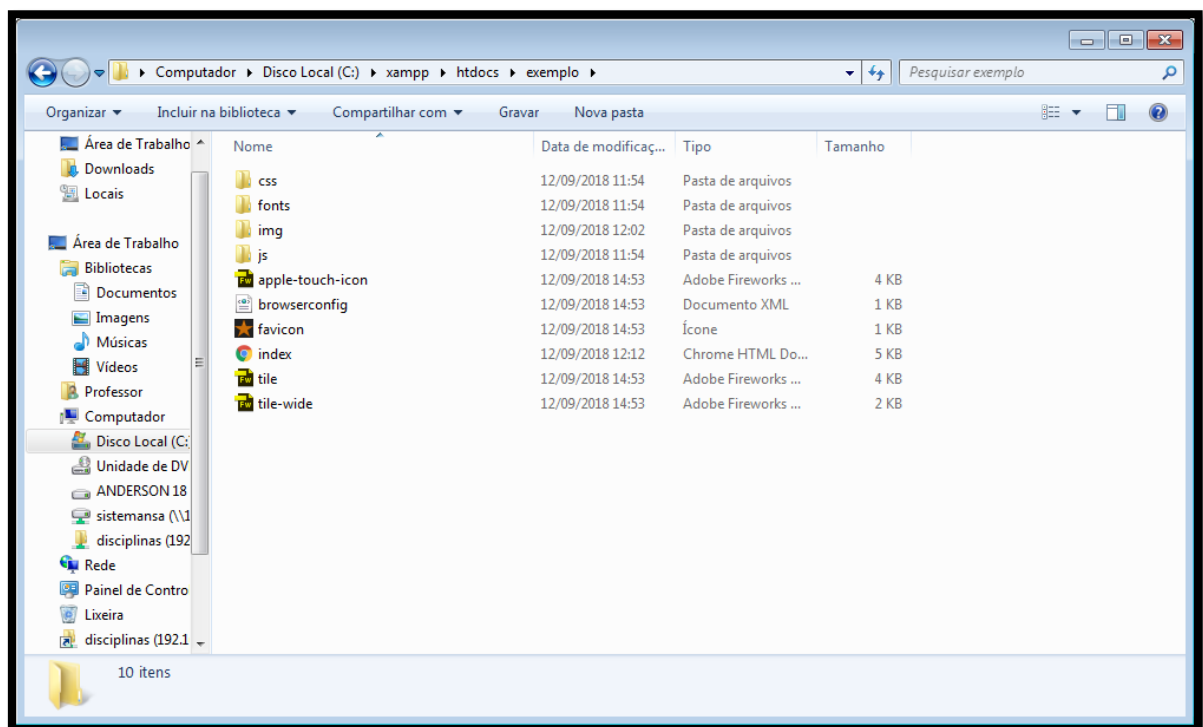 Computador Disco Local (C:) xampp htdocs exemplo
Pesquisar exemplo
Organizar Incluir na biblioteca Compartilhar com Gravar Nova pasta
Área de Trabalho
Downloads
Locais
Área de Trabalho
Bibliotecas
Documentos
Imagens
Músicas
Vídeos
Professor
Computador
Disco Local (C:
Unidade de DV
ANDERSON 18
sistemansa (\\1
disciplinas (192
Rede
Painel de Contro
Lixeira
disciplinas (192.1
Nome Data de modificaç... Tipo Tamanho
css 12/09/2018 11:54 Pasta de arquivos
fonts 12/09/2018 11:54 Pasta de arquivos
img 12/09/2018 12:02 Pasta de arquivos
js 12/09/2018 11:54 Pasta de arquivos
Fw apple-touch-icon 12/09/2018 14:53 Adobe Fireworks ... 4 KB
browserconfig 12/09/2018 14:53 Documento XML 1 KB
favicon 12/09/2018 14:53 Ícone 1 KB
index 12/09/2018 12:12 Chrome HTML Do... 5 KB
Fw tile 12/09/2018 14:53 Adobe Fireworks ... 4 KB
Fw tile-wide 12/09/2018 14:53 Adobe Fireworks ... 2 KB
10 itens